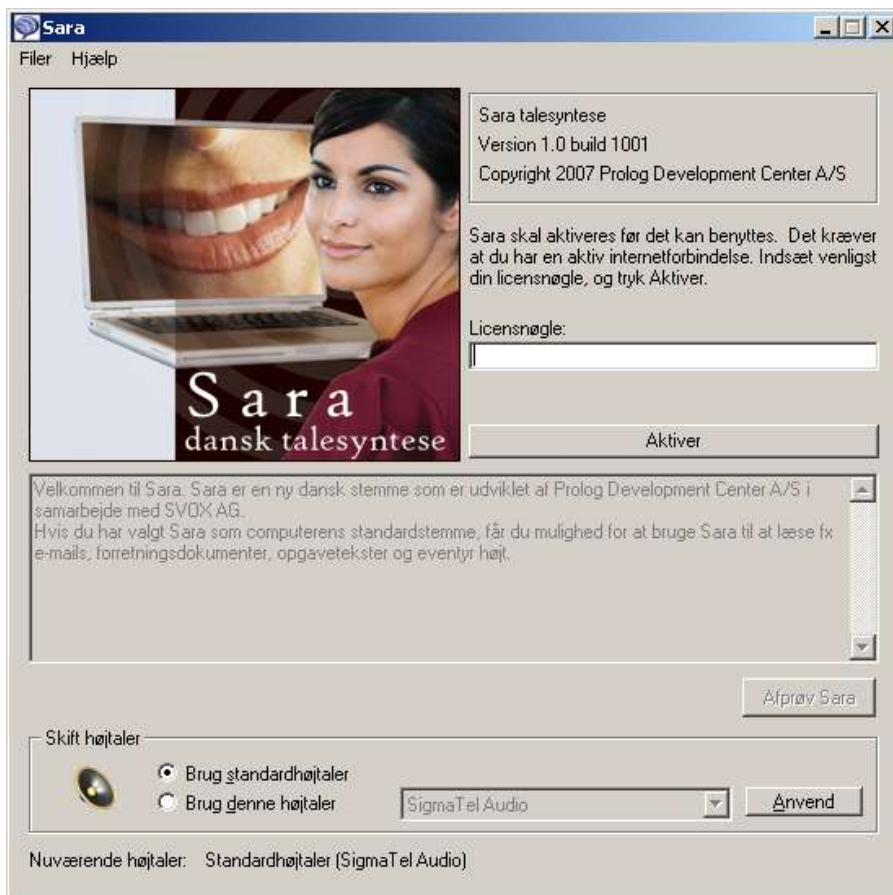 Sara
Filer Hjælp
Sara
dansk talesyntese
Sara talesyntese
Version 1.0 build 1001
Copyright 2007 Prolog Development Center A/S
Sara skal aktiveres før det kan benyttes. Det kræver
at du har en aktiv internetforbindelse. Indsæt venligst
din licensnøgle, og tryk Aktiver.
Licensnøgle:
Aktiver
Velkommen til Sara. Sara er en ny dansk stemme som er udviklet af Prolog Development Center A/S i
samarbejde med SVOX AG.
Hvis du har valgt Sara som computerens standardstemme, får du mulighed for at bruge Sara til at læse fx
e-mails, forretningsdokumenter, opgavetekster og eventyr højt.
Afprøv Sara
Skift højtaler
Brug standardhøjtaler
Brug denne højtaler
SigmaTel Audio
Anvend
Nuværende højtaler: Standardhøjtaler (SigmaTel Audio)